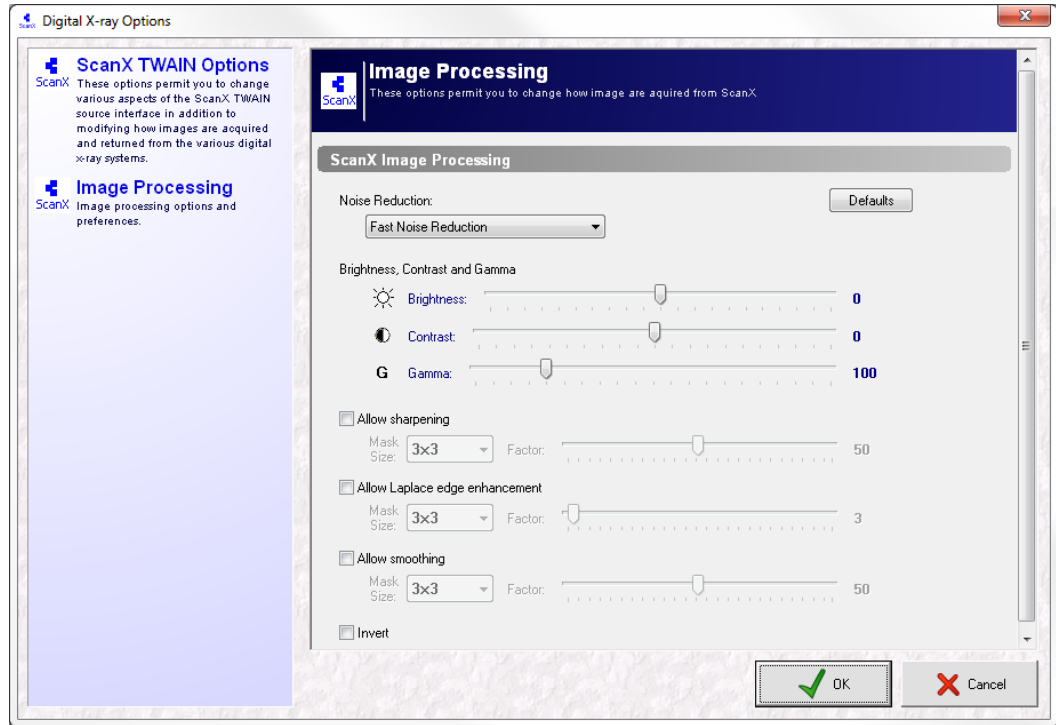 Digital X-ray Options
ScanX
ScanX TWAIN Options
These options permit you to change
various aspects of the ScanX TWAIN
source interface in addition to
modifying how images are acquired
and returned from the various digital
x-ray systems.
ScanX
Image Processing
Image processing options and
preferences.
ScanX
Image Processing
These options permit you to change how image are aquired from ScanX
ScanX Image Processing
Noise Reduction:
Defaults
Fast Noise Reduction
Brightness, Contrast and Gamma
Brightness: 0
Contrast: 0
G Gamma: 100
Allow sharpening
Mask Size: 3x3 Factor: 50
Allow Laplace edge enhancement
Mask Size: 3x3 Factor: 3
Allow smoothing
Mask Size: 3x3 Factor: 50
Invert
OK
Cancel